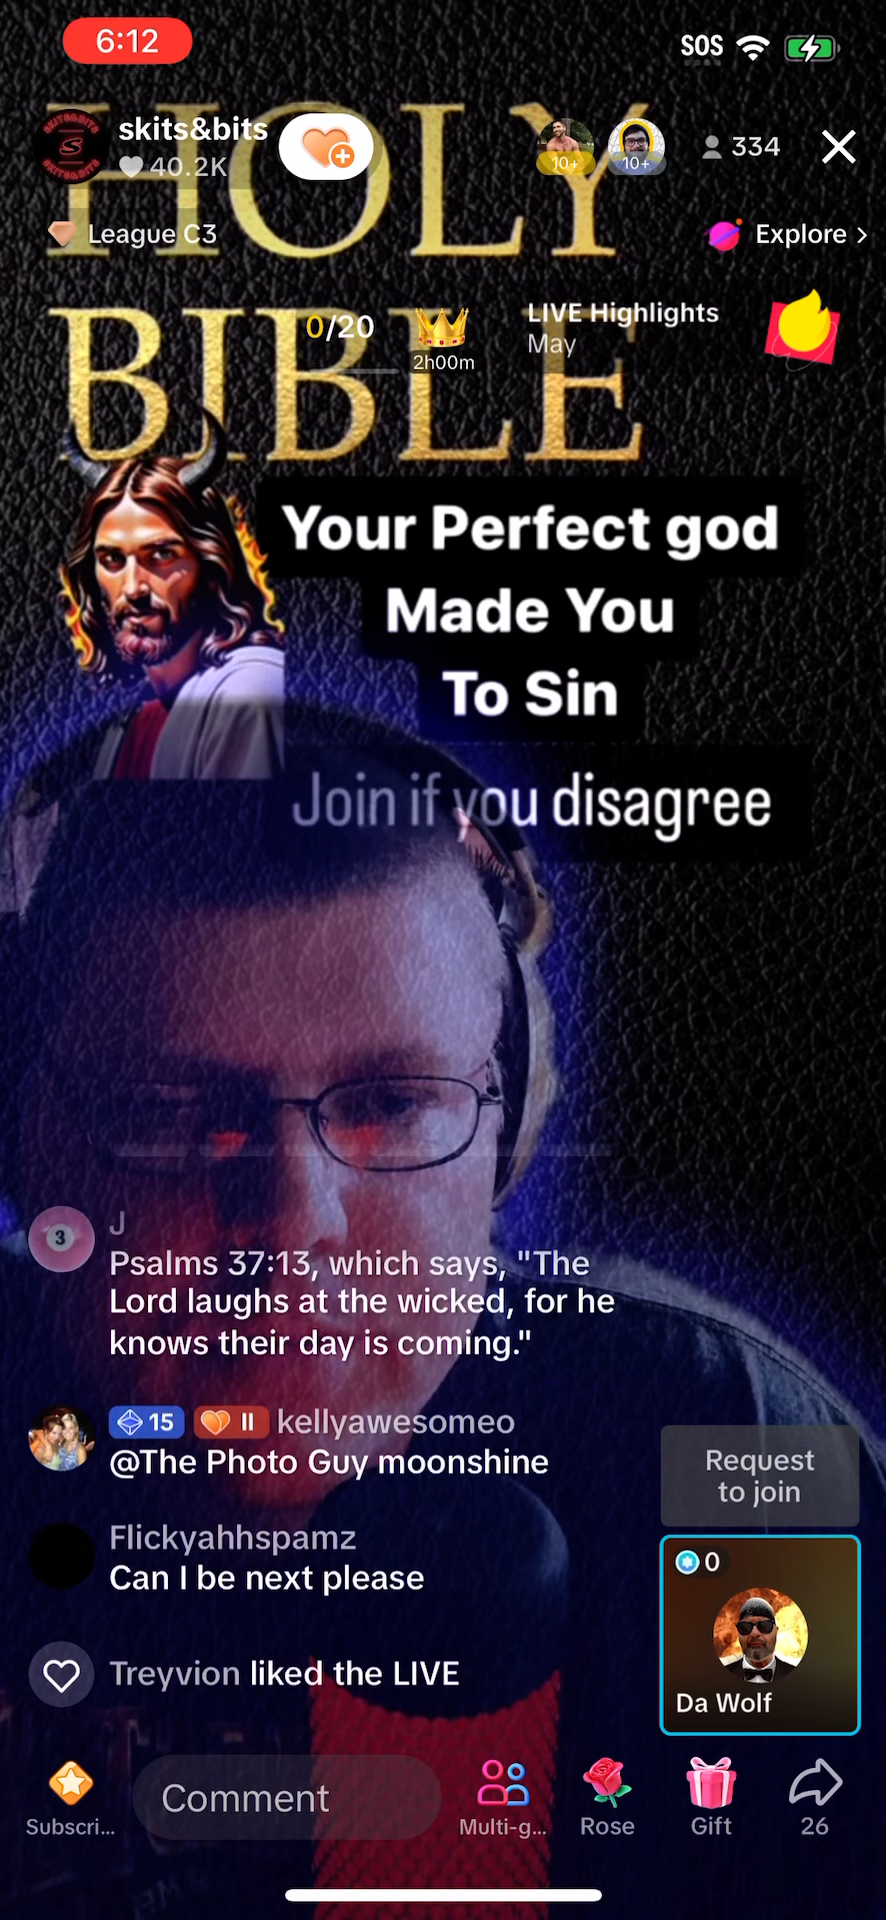 6:12
SOS
skits&bits
40.2K
10+
10+
334
League C3
Explore >
HOLY
BIBLE
0/20
2h00m
LIVE Highlights
May
Your Perfect god
Made You
To Sin
Join if you disagree
3
J
Psalms 37:13, which says, "The
Lord laughs at the wicked, for he
knows their day is coming."
15
II
kellyawesomeo
@The Photo Guy moonshine
Flickyahhspamz
Can I be next please
Treyvion liked the LIVE
Request
to join
0
Da Wolf
Subscri...
Comment
Multi-g...
Rose
Gift
26